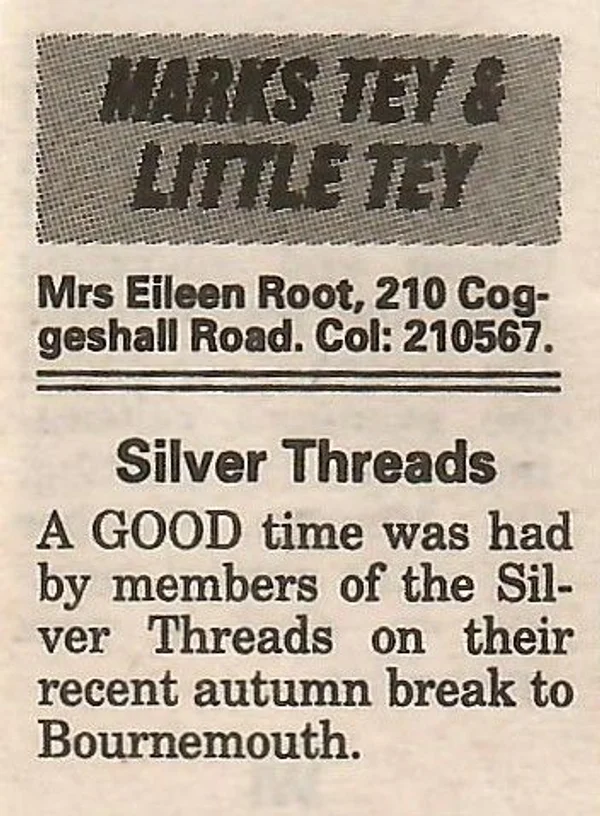 MARKS TEY &
LITTLE TEY
Mrs Eileen Root, 210 Cog-
geshall Road. Col: 210567.
Silver Threads
A GOOD time was had
by members of the Sil-
ver Threads on their
recent autumn break to
Bournemouth.